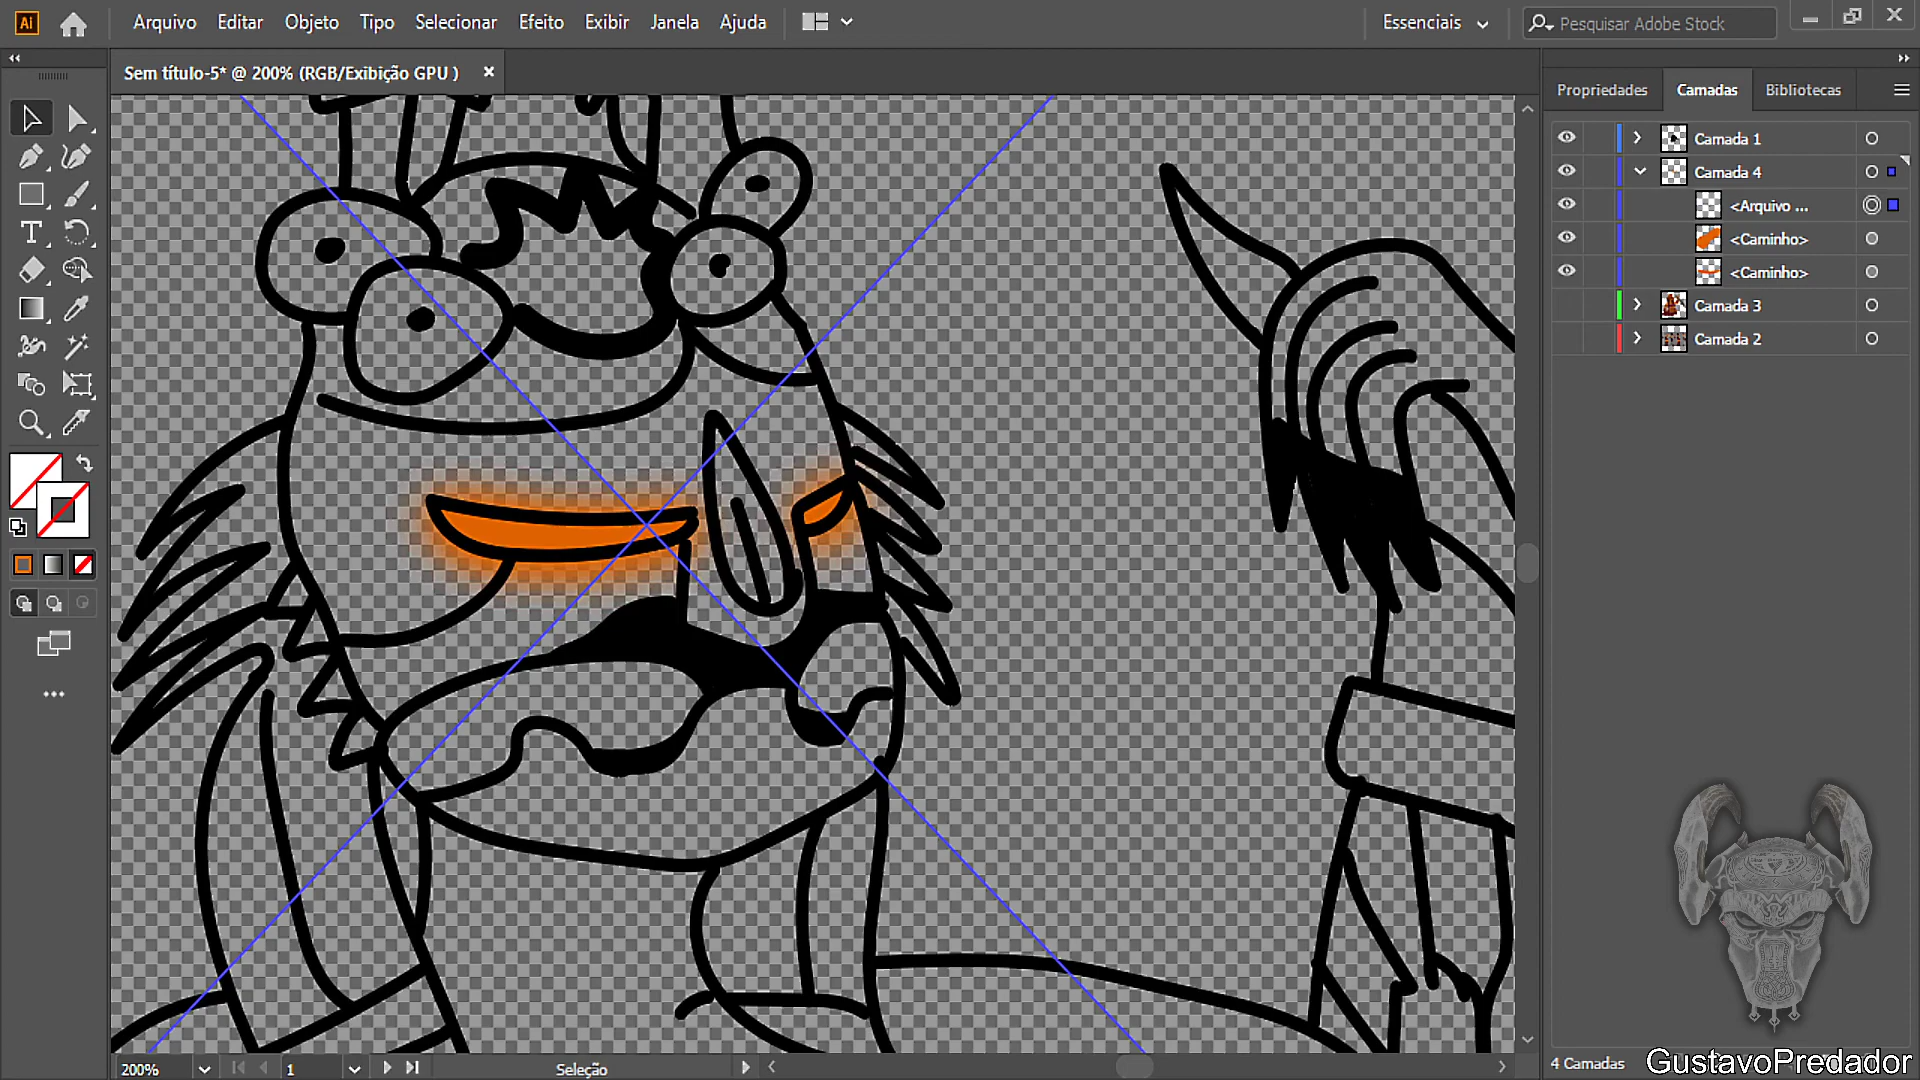 Ai
Arquivo Editar Objeto Tipo Selecionar Efeito Exibir Janela Ajuda
Essenciais
Pesquisar Adobe Stock
Sem título-5* @ 200% (RGB/Exibição GPU )
Propriedades Camadas Bibliotecas
Camada 1
Camada 4
<Arquivo ...
<Caminho>
<Caminho>
Camada 3
Camada 2
200%
1
Seleção
4 Camadas
GustavoPredador